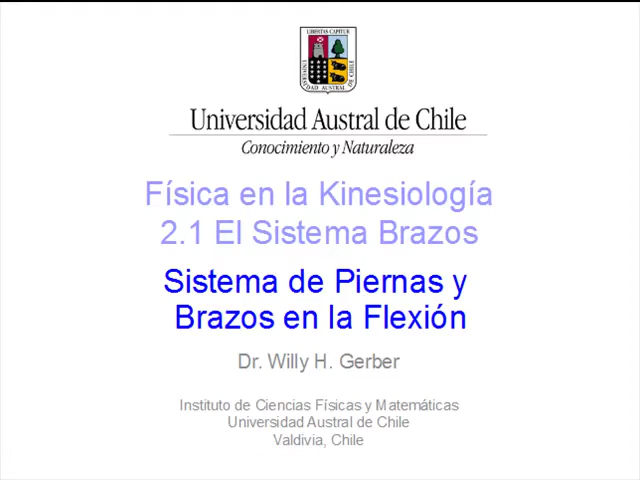 LIBERTAS CAPITUR
UNIVERSIDAD AUSTRAL DE CHILE
Universidad Austral de Chile
Conocimiento y Naturaleza
Física en la Kinesiología
2.1 El Sistema Brazos
Sistema de Piernas y
Brazos en la Flexión
Dr. Willy H. Gerber
Instituto de Ciencias Físicas y Matemáticas
Universidad Austral de Chile
Valdivia, Chile